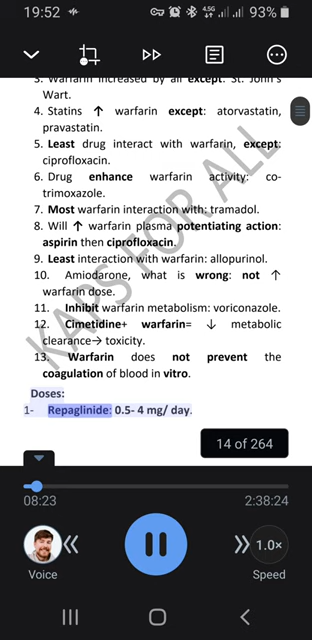 19:52
4.5G
93%
3. Warfarin increased by all except: St. John's
Wart.
4. Statins ↑ warfarin except: atorvastatin,
pravastatin.
5. Least drug interact with warfarin, except:
ciprofloxacin.
6. Drug enhance warfarin activity: co-
trimoxazole.
7. Most warfarin interaction with: tramadol.
8. Will ↑ warfarin plasma potentiating action:
aspirin then ciprofloxacin.
9. Least interaction with warfarin: allopurinol.
10. Amiodarone, what is wrong: not ↑
warfarin dose.
11. Inhibit warfarin metabolism: voriconazole.
12. Cimetidine+ warfarin= ↓ metabolic
clearance→ toxicity.
13. Warfarin does not prevent the
coagulation of blood in vitro.
KAPS FOR ALL
Doses:
1- Repaglinide: 0.5- 4 mg/ day.
14 of 264
08:23
2:38:24
1.0×
Voice
Speed